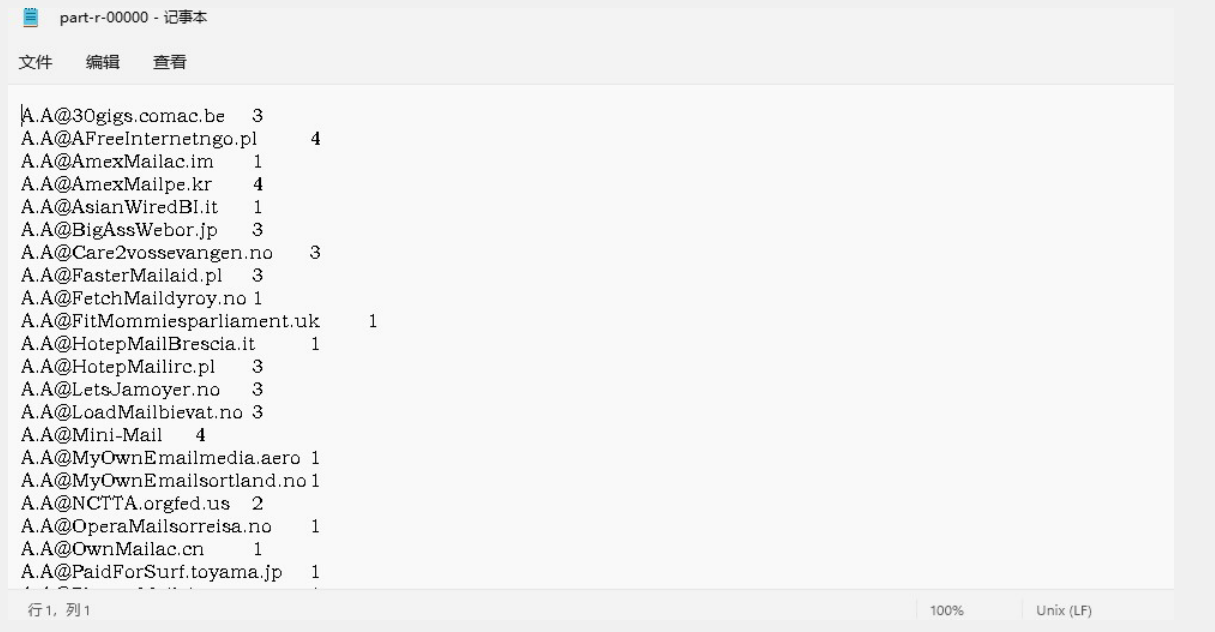 part-r-00000 - 记事本
文件 编辑 查看
A.A@30gigs.comac.be 3
A.A@AFreeInternetngo.pl 4
A.A@AmexMailac.im 1
A.A@AmexMailpe.kr 4
A.A@AsianWiredBI.it 1
A.A@BigAssWebor.jp 3
A.A@Care2vossevangen.no 3
A.A@FasterMailaid.pl 3
A.A@FetchMaildyroy.no 1
A.A@FitMommiesparliament.uk 1
A.A@HotepMailBrescia.it 1
A.A@HotepMailirc.pl 3
A.A@LetsJamoyer.no 3
A.A@LoadMailbievat.no 3
A.A@Mini-Mail 4
A.A@MyOwnEmailmedia.aero 1
A.A@MyOwnEmailsortland.no 1
A.A@NCTTA.orgfed.us 2
A.A@OperaMailsorreisa.no 1
A.A@OwnMailac.cn 1
A.A@PaidForSurf.toyama.jp 1
行 1, 列 1 100% Unix (LF)